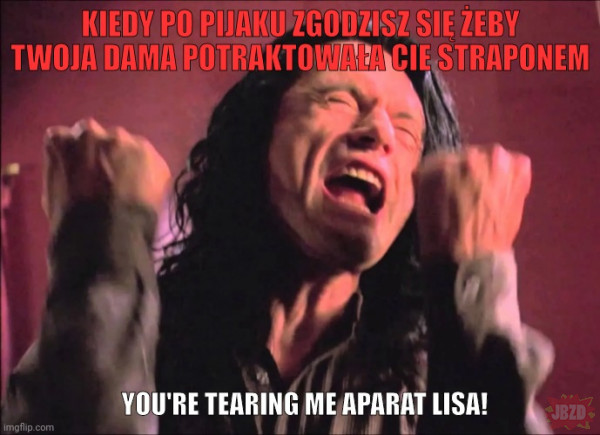 KIEDY PO PIJAKU ZGODZISZ SIĘ ŻEBY
TWOJA DAMA POTRAKTOWAŁA CIE STRAPONEM
YOU'RE TEARING ME APARAT LISA!
JBZD
imgflip.com